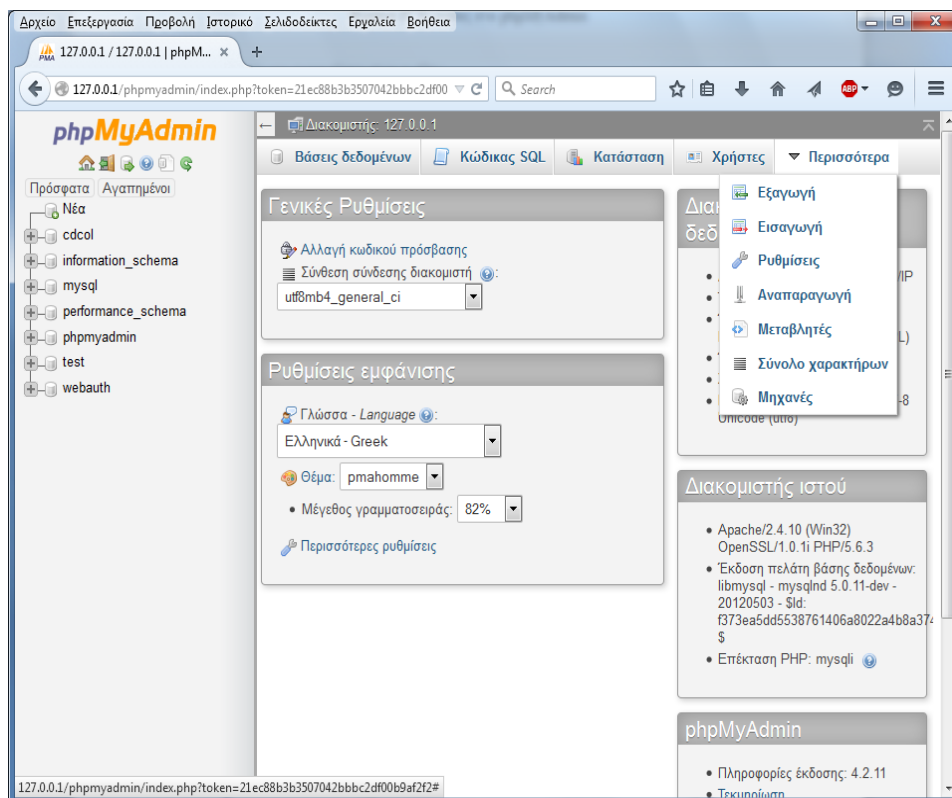 Αρχείο Επεξεργασία Προβολή Ιστορικό Σελιδοδείκτες Εργαλεία Βοήθεια
127.0.0.1 / 127.0.0.1 | phpM...
127.0.0.1/phpmyadmin/index.php?token=21ec88b3b3507042bbbc2df00
Search
ABP
phpMyAdmin
Πρόσφατα Αγαπημένοι
Νέα
cdcol
information_schema
mysql
performance_schema
phpmyadmin
test
webauth
Διακομιστής: 127.0.0.1
Βάσεις δεδομένων Κώδικας SQL Κατάσταση Χρήστες Περισσότερα
Εξαγωγή
Εισαγωγή
Ρυθμίσεις
Αναπαραγωγή
Μεταβλητές
Σύνολο χαρακτήρων
Μηχανές
Γενικές Ρυθμίσεις
Αλλαγή κωδικού πρόσβασης
Σύνθεση σύνδεσης διακομιστή :
utf8mb4_general_ci
Ρυθμίσεις εμφάνισης
Γλώσσα - Language :
Ελληνικά - Greek
Θέμα: pmahomme
• Μέγεθος γραμματοσειράς: 82%
Περισσότερες ρυθμίσεις
Unicode (utf8)
Διακομιστής ιστού
• Apache/2.4.10 (Win32)
OpenSSL/1.0.1i PHP/5.6.3
• Έκδοση πελάτη βάσης δεδομένων:
libmysql - mysqlnd 5.0.11-dev -
20120503 - $Id:
f373ea5dd5538761406a8022a4b8a374
$
• Επέκταση PHP: mysqli
phpMyAdmin
• Πληροφορίες έκδοσης: 4.2.11
• Τεκμηρίωση
127.0.0.1/phpmyadmin/index.php?token=21ec88b3b3507042bbbc2df00b9af2f2#